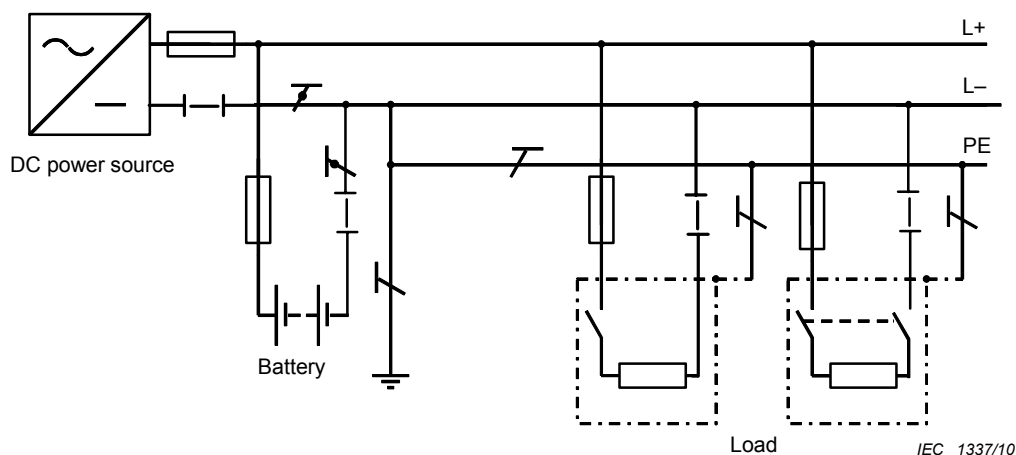 L+
L–
PE
DC power source
Battery
Load
IEC 1337/10